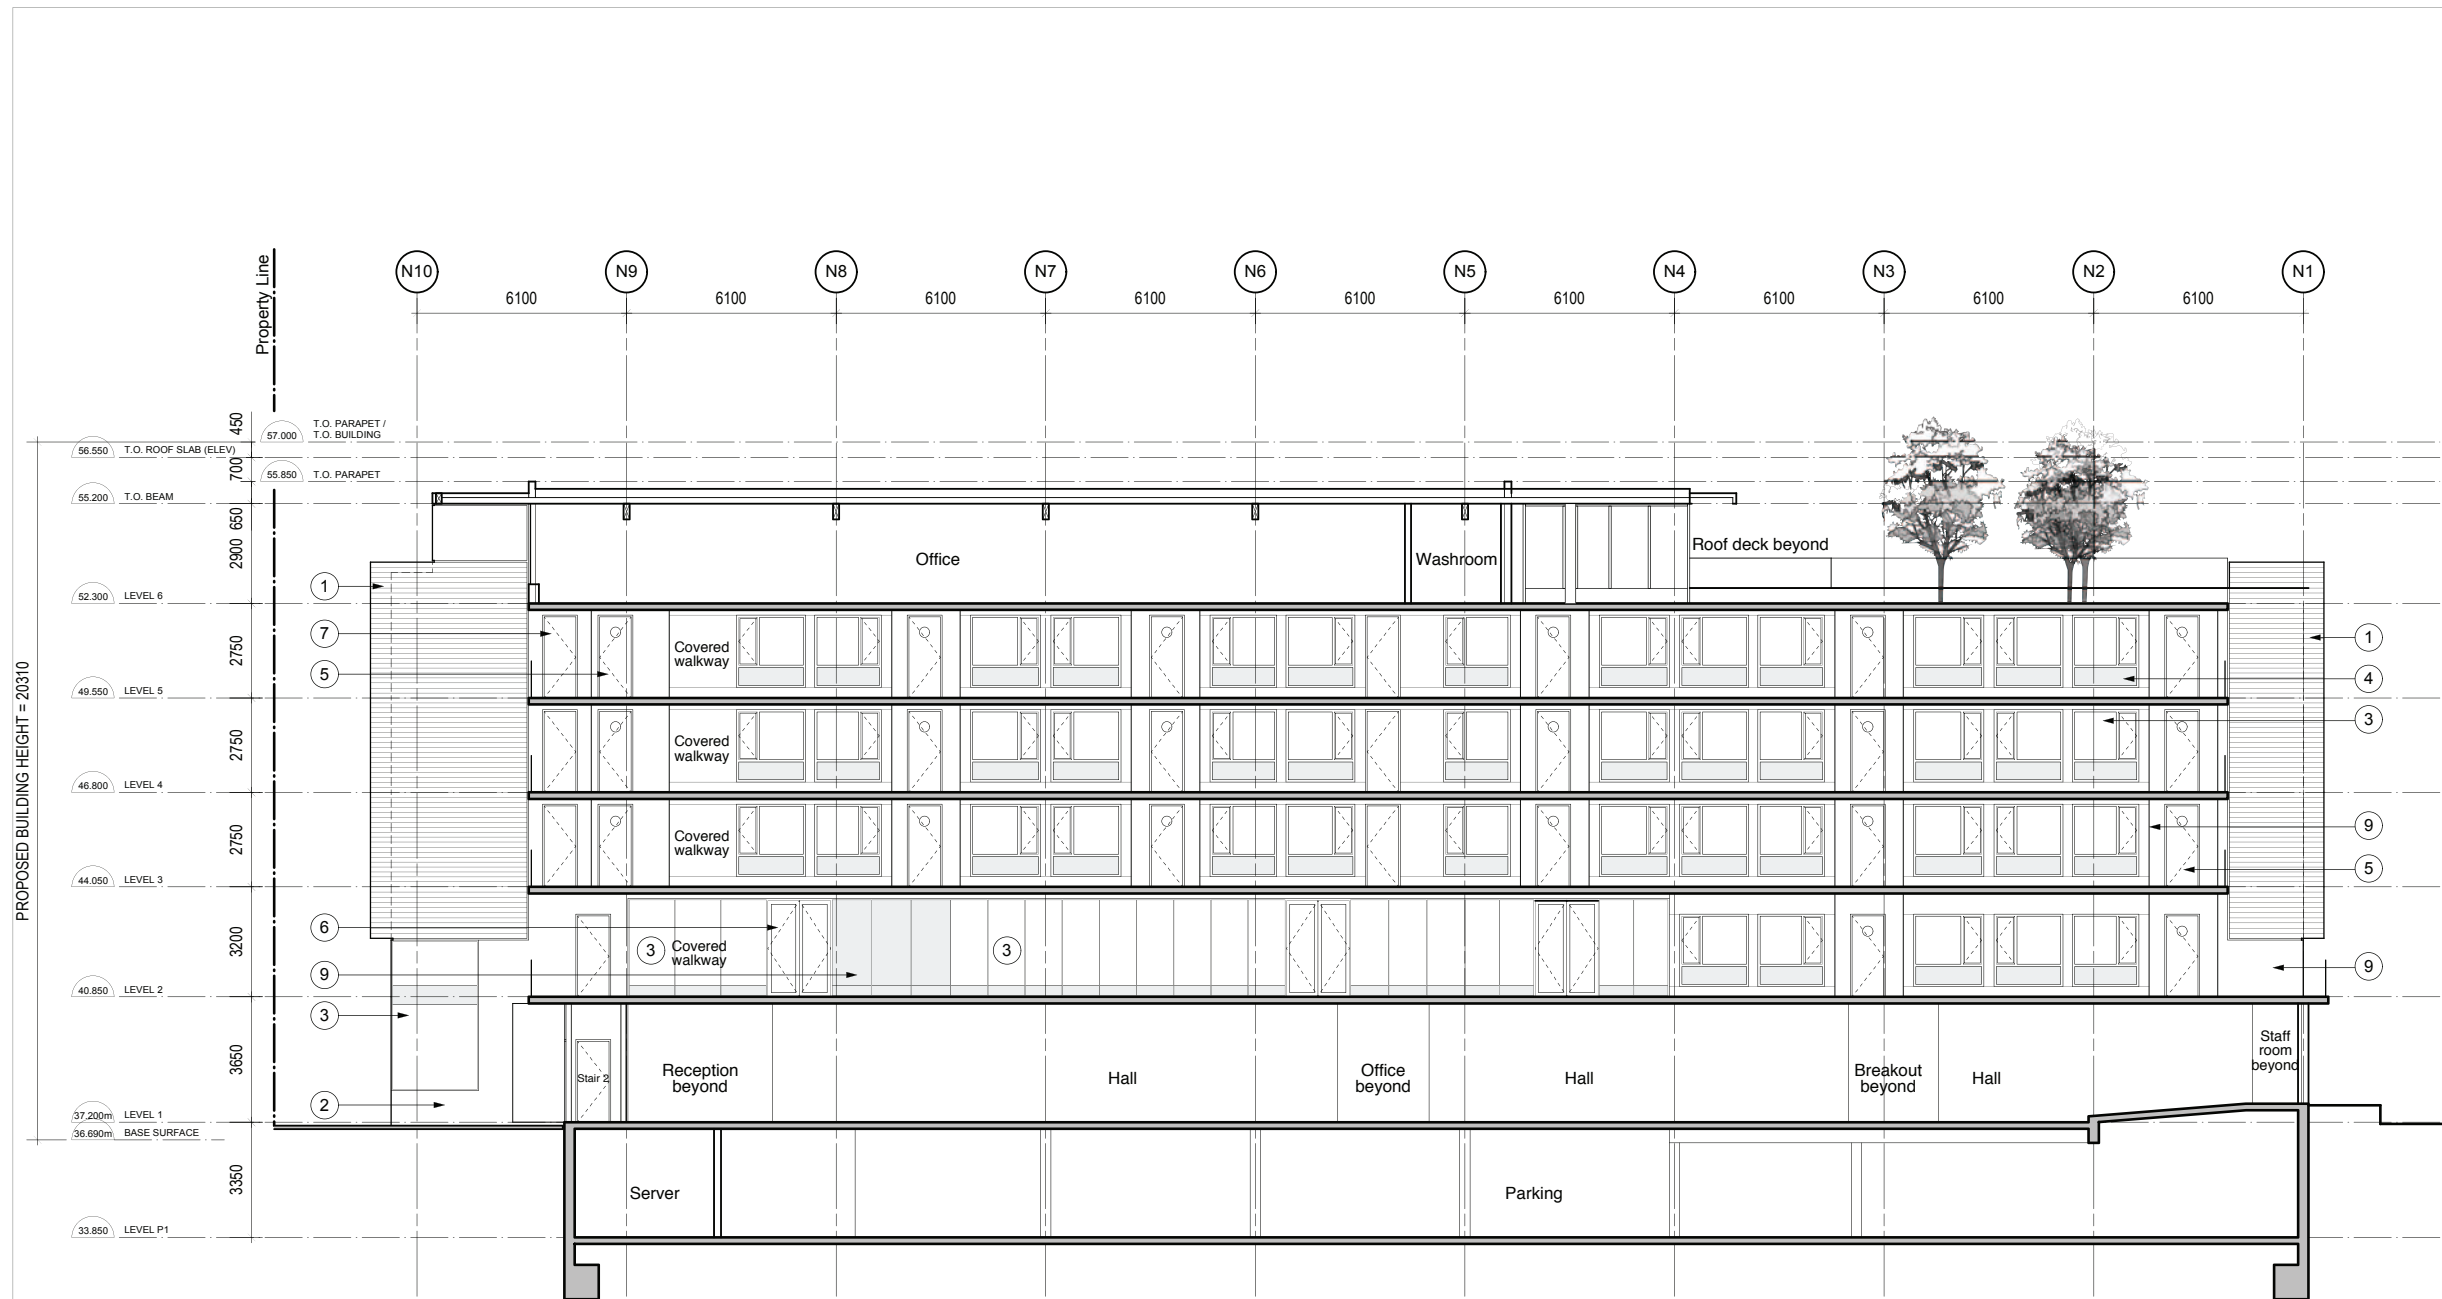 Property Line
N10
N9
N8
N7
N6
N5
N4
N3
N2
N1
6100
6100
6100
6100
6100
6100
6100
6100
6100
PROPOSED BUILDING HEIGHT = 20310
450
57.000
T.O. PARAPET /
T.O. BUILDING
56.550 T.O. ROOF SLAB (ELEV)
700
55.850 T.O. PARAPET
55.200 T.O. BEAM
650
2900
Office
Washroom
Roof deck beyond
1
52.300 LEVEL 6
7
1
2750
Covered
walkway
5
4
49.550 LEVEL 5
3
2750
Covered
walkway
46.800 LEVEL 4
9
2750
Covered
walkway
5
44.050 LEVEL 3
6
3200
3
Covered
walkway
3
9
9
40.850 LEVEL 2
3
3650
Stair 2
Reception
beyond
Hall
Office
beyond
Hall
Breakout
beyond
Hall
Staff
room
beyond
2
37.200m LEVEL 1
36.690m BASE SURFACE
3350
Server
Parking
33.850 LEVEL P1